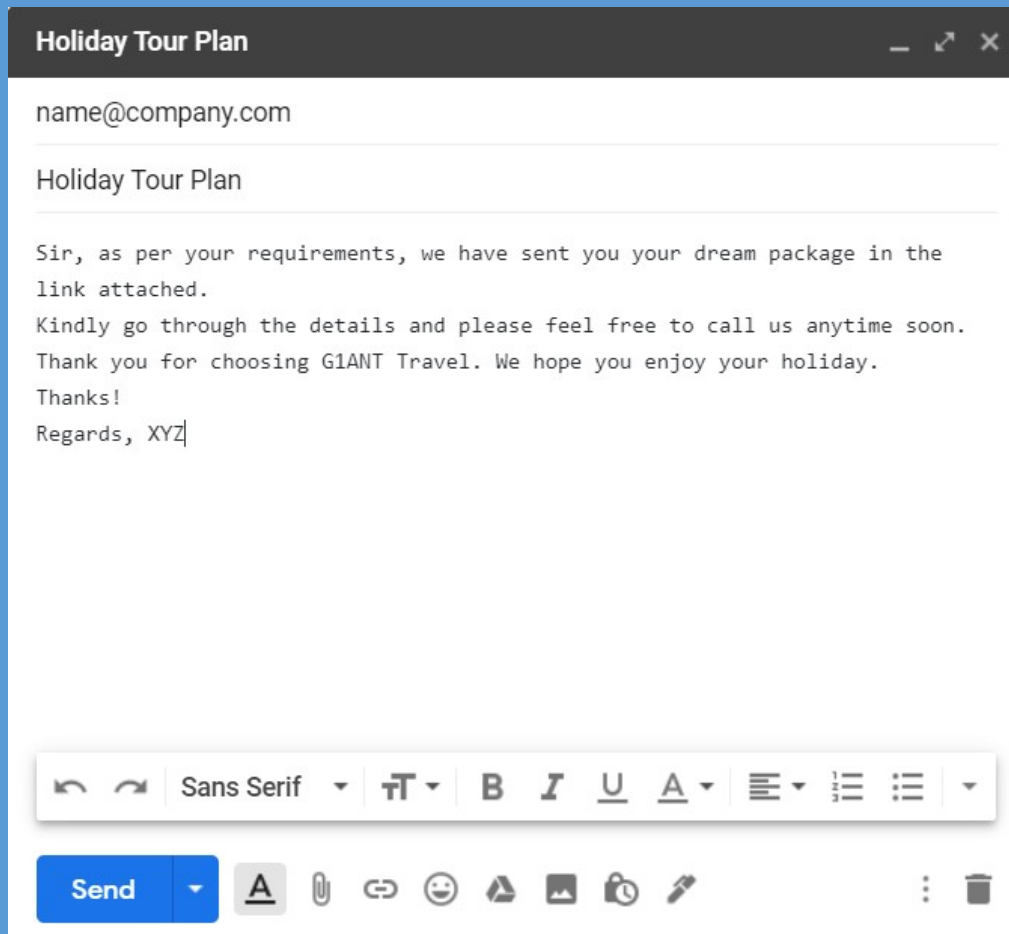 Holiday Tour Plan
name@company.com
Holiday Tour Plan
Sir, as per your requirements, we have sent you your dream package in the
link attached.
Kindly go through the details and please feel free to call us anytime soon.
Thank you for choosing G1ANT Travel. We hope you enjoy your holiday.
Thanks!
Regards, XYZ
Sans Serif
Send